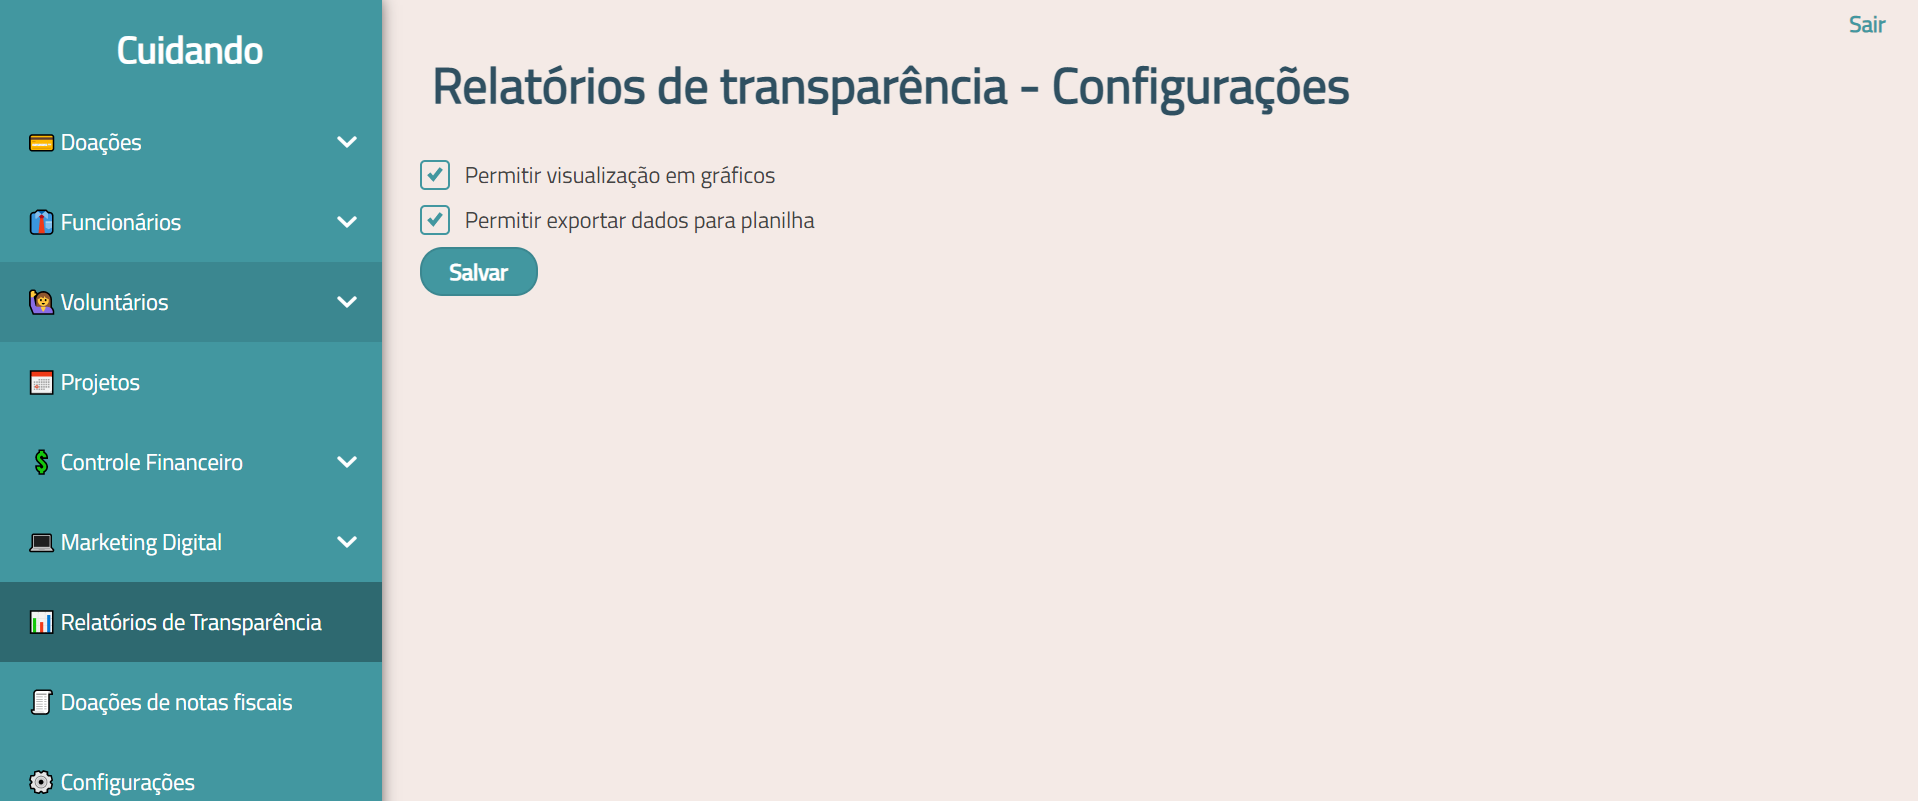 Cuidando
Doações
Funcionários
Voluntários
Projetos
Controle Financeiro
Marketing Digital
Relatórios de Transparência
Doações de notas fiscais
Configurações
Sair
Relatórios de transparência - Configurações
Permitir visualização em gráficos
Permitir exportar dados para planilha
Salvar